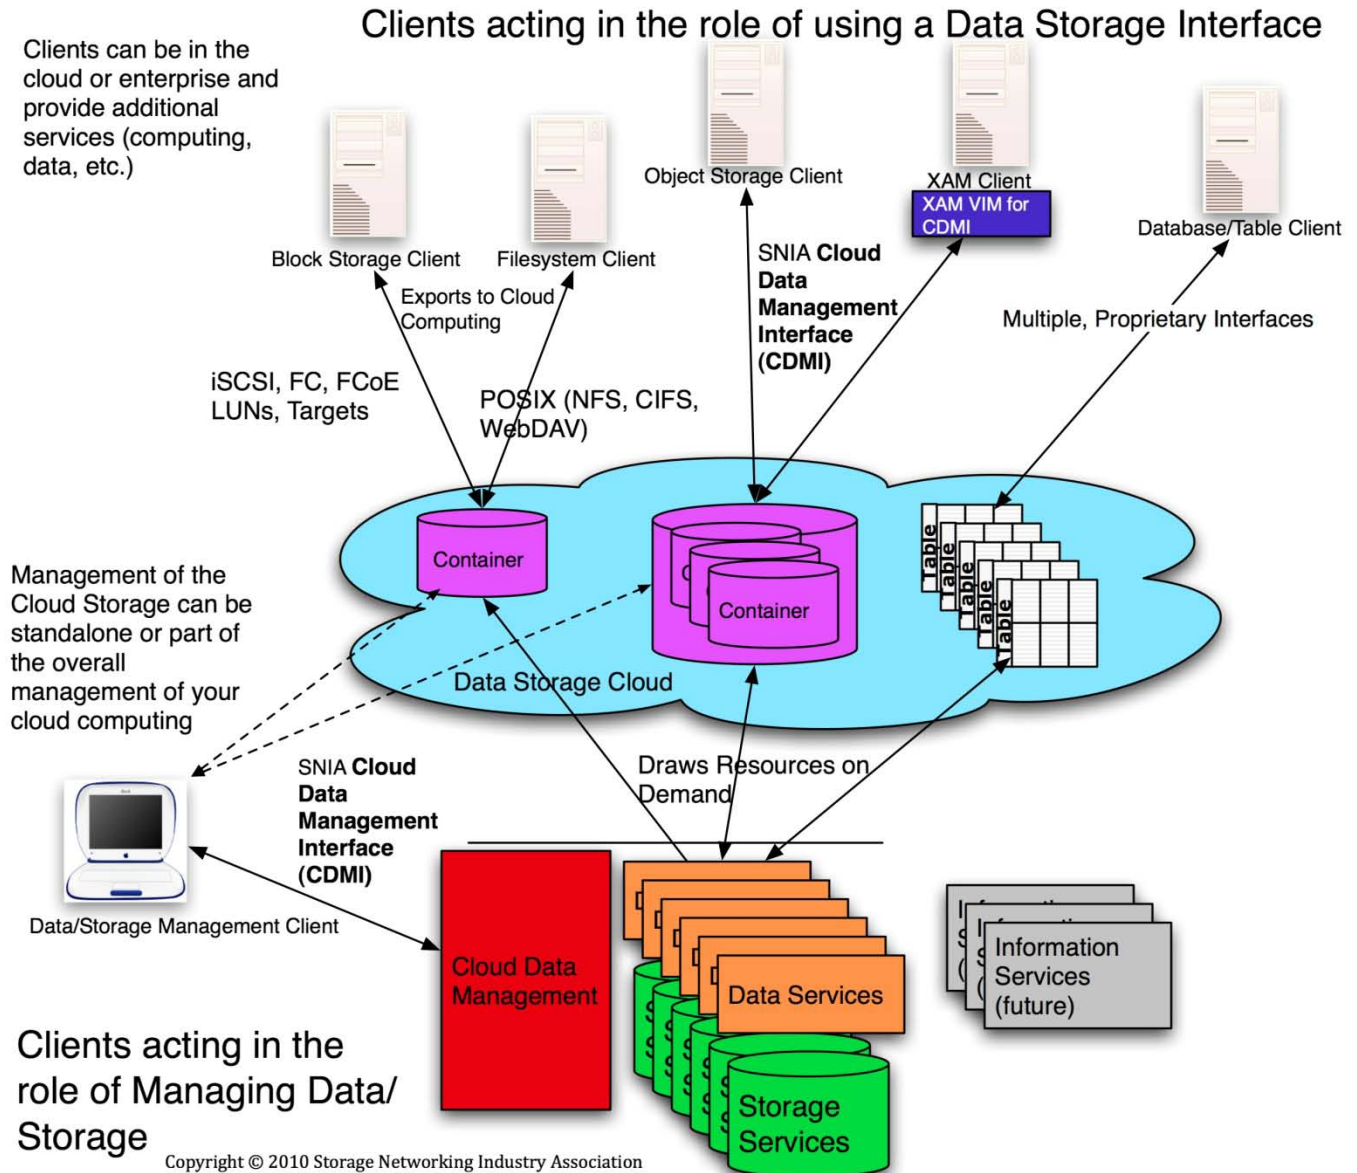 Clients acting in the role of using a Data Storage Interface
Clients can be in the
cloud or enterprise and
provide additional
services (computing,
data, etc.)
Block Storage Client
Filesystem Client
Object Storage Client
XAM Client
XAM VIM for
CDMI
Database/Table Client
Exports to Cloud
Computing
SNIA Cloud
Data
Management
Interface
(CDMI)
Multiple, Proprietary Interfaces
iSCSI, FC, FCoE
LUNs, Targets
POSIX (NFS, CIFS,
WebDAV)
Container
Container
Table
Table
Table
Table
Table
Data Storage Cloud
Management of the
Cloud Storage can be
standalone or part of
the overall
management of your
cloud computing
Draws Resources on
Demand
SNIA Cloud
Data
Management
Interface
(CDMI)
Data/Storage Management Client
Cloud Data
Management
Data Services
Storage
Services
Information
Services
(future)
Clients acting in the
role of Managing Data/
Storage
Copyright © 2010 Storage Networking Industry Association